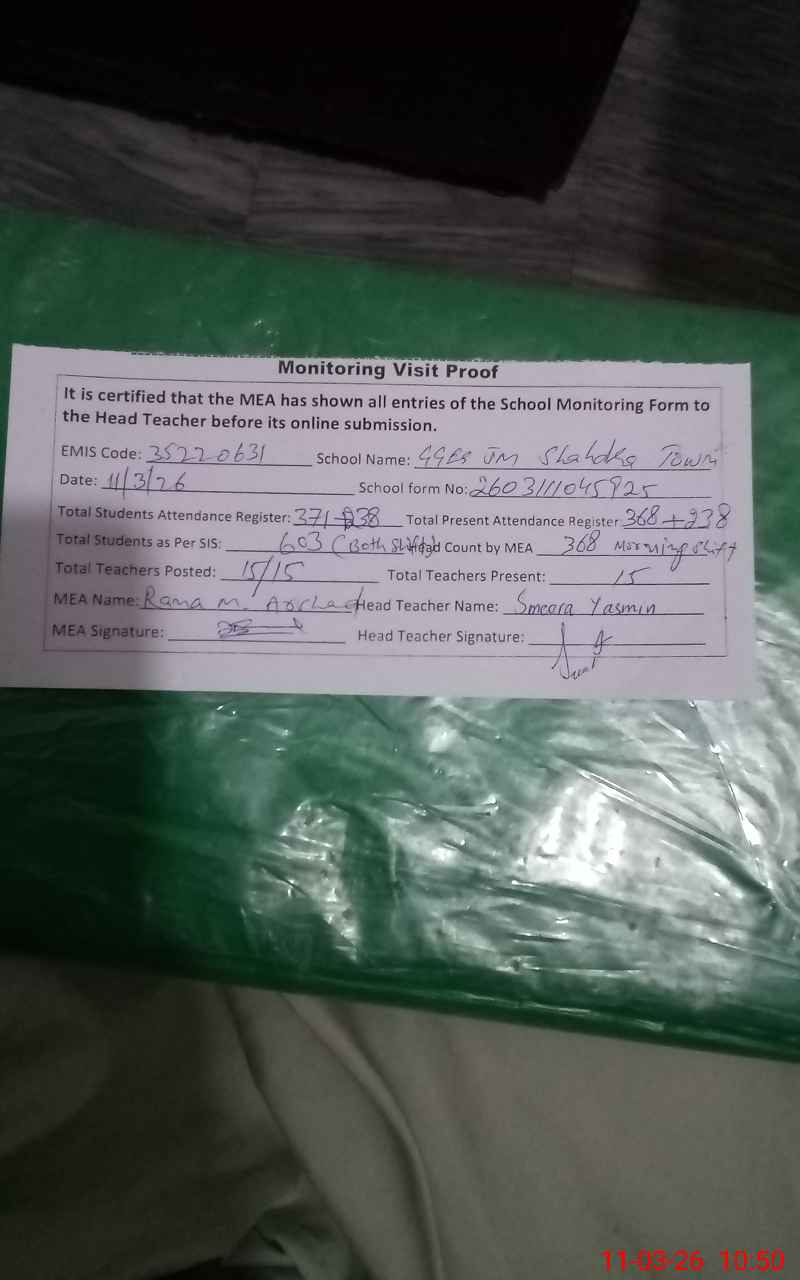 Monitoring Visit Proof
It is certified that the MEA has shown all entries of the School Monitoring Form to
the Head Teacher before its online submission.
EMIS Code: 35220631 School Name: GGES JM Shahdra Town
Date: 11/3/26 School form No: 2603111045925
Total Students Attendance Register: 371+238 Total Present Attendance Register 368+238
Total Students as Per SIS: 603 (Both Shift) Head Count by MEA 368 Morning Shift
Total Teachers Posted: 15/15 Total Teachers Present: 15
MEA Name: Rana M. Arshad Head Teacher Name: Smeera Yasmin
MEA Signature: Head Teacher Signature:
11-03-26 10:50